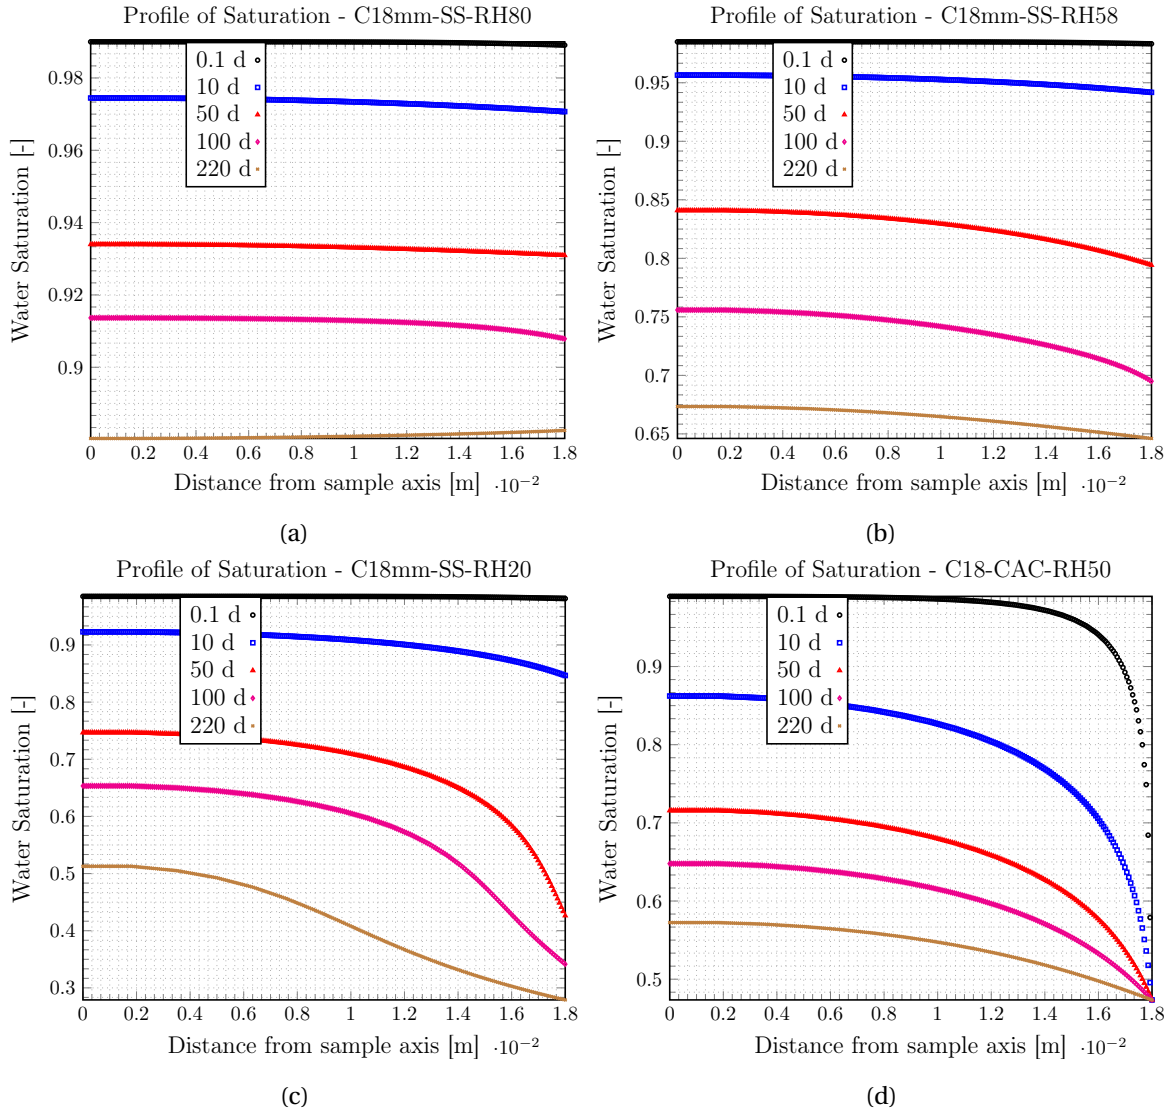 Profile of Saturation - C18mm-SS-RH80
0.1 d
10 d
50 d
100 d
220 d
0.98
0.96
0.94
0.92
0.9
Water Saturation [-]
0 0.2 0.4 0.6 0.8 1 1.2 1.4 1.6 1.8
Distance from sample axis [m] ·10−2
(a)
Profile of Saturation - C18mm-SS-RH58
0.1 d
10 d
50 d
100 d
220 d
0.95
0.9
0.85
0.8
0.75
0.7
0.65
Water Saturation [-]
0 0.2 0.4 0.6 0.8 1 1.2 1.4 1.6 1.8
Distance from sample axis [m] ·10−2
(b)
Profile of Saturation - C18mm-SS-RH20
0.1 d
10 d
50 d
100 d
220 d
0.9
0.8
0.7
0.6
0.5
0.4
0.3
Water Saturation [-]
0 0.2 0.4 0.6 0.8 1 1.2 1.4 1.6 1.8
Distance from sample axis [m] ·10−2
(c)
Profile of Saturation - C18-CAC-RH50
0.1 d
10 d
50 d
100 d
220 d
0.9
0.8
0.7
0.6
0.5
Water Saturation [-]
0 0.2 0.4 0.6 0.8 1 1.2 1.4 1.6 1.8
Distance from sample axis [m] ·10−2
(d)